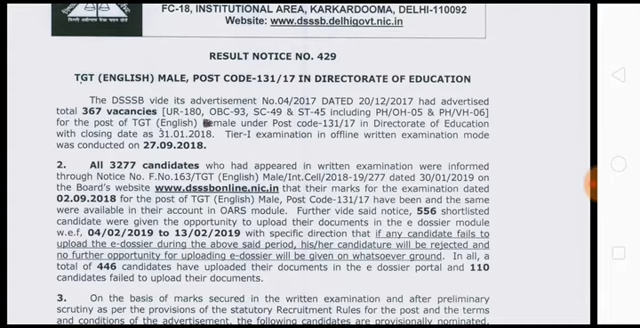 FC-18, INSTITUTIONAL AREA, KARKARDOOMA, DELHI-110092
Website: www.dsssb.delhigovt.nic.in
RESULT NOTICE NO. 429
TGT (ENGLISH) MALE, POST CODE-131/17 IN DIRECTORATE OF EDUCATION
The DSSSB vide its advertisement No.04/2017 DATED 20/12/2017 had advertised
total 367 vacancies [UR-180, OBC-93, SC-49 & ST-45 including PH/OH-05 & PH/VH-06]
for the post of TGT (English) Female under Post code-131/17 in Directorate of Education
with closing date as 31.01.2018. Tier-I examination in offline written examination mode
was conducted on 27.09.2018.
2. All 3277 candidates who had appeared in written examination were informed
through Notice No. F.No.163/TGT (English) Male/Int.Cell/2018-19/277 dated 30/01/2019 on
the Board's website www.dsssbonline.nic.in that their marks for the examination dated
02.09.2018 for the post of TGT (English) Male, Post Code-131/17 have been and the same
were available in their account in OARS module. Further vide said notice, 556 shortlisted
candidate were given the opportunity to upload their documents in the e dossier module
w.e.f, 04/02/2019 to 13/02/2019 with specific direction that if any candidate fails to
upload the e-dossier during the above said period, his/her candidature will be rejected and
no further opportunity for uploading e-dossier will be given on whatsoever ground. In all, a
total of 446 candidates have uploaded their documents in the e dossier portal and 110
candidates failed to upload their documents.
3. On the basis of marks secured in the written examination and after preliminary
scrutiny as per the provisions of the statutory Recruitment Rules for the post and the terms
and conditions of the advertisement, the following candidates are provisionally nominated,